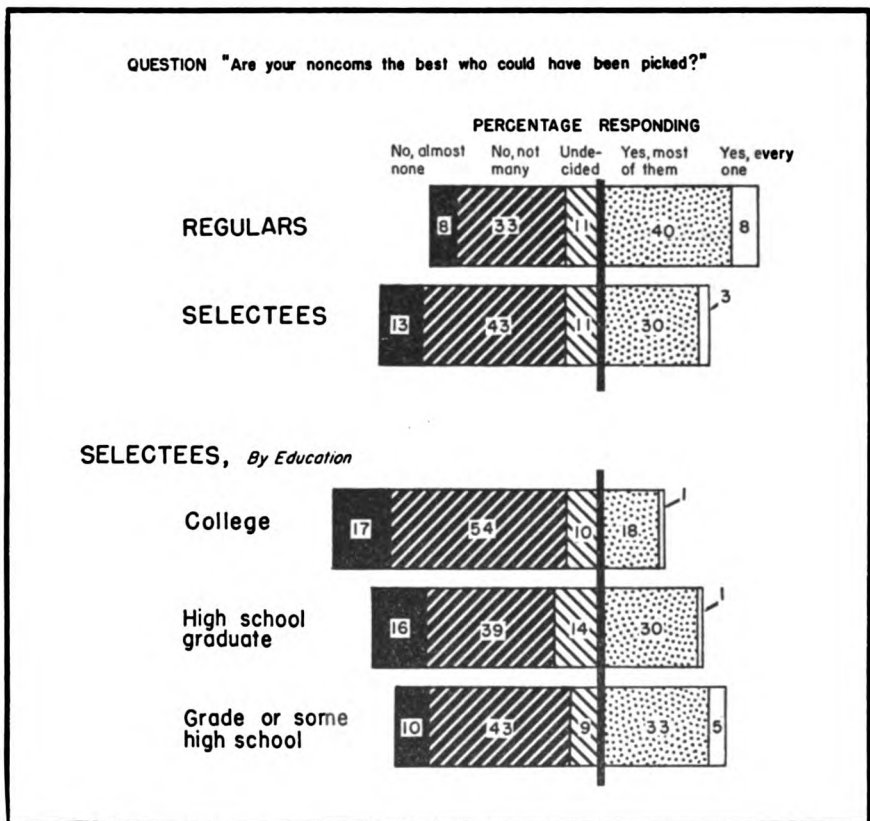 QUESTION "Are your noncoms the best who could have been picked?"
PERCENTAGE RESPONDING
No, almost none
No, not many
Unde- cided
Yes, most of them
Yes, every one
REGULARS
8 33 11 40 8
SELECTEES
13 43 11 30 3
SELECTEES, By Education
College
17 54 10 18 1
High school
graduate
16 39 14 30 1
Grade or some
high school
10 43 9 33 5